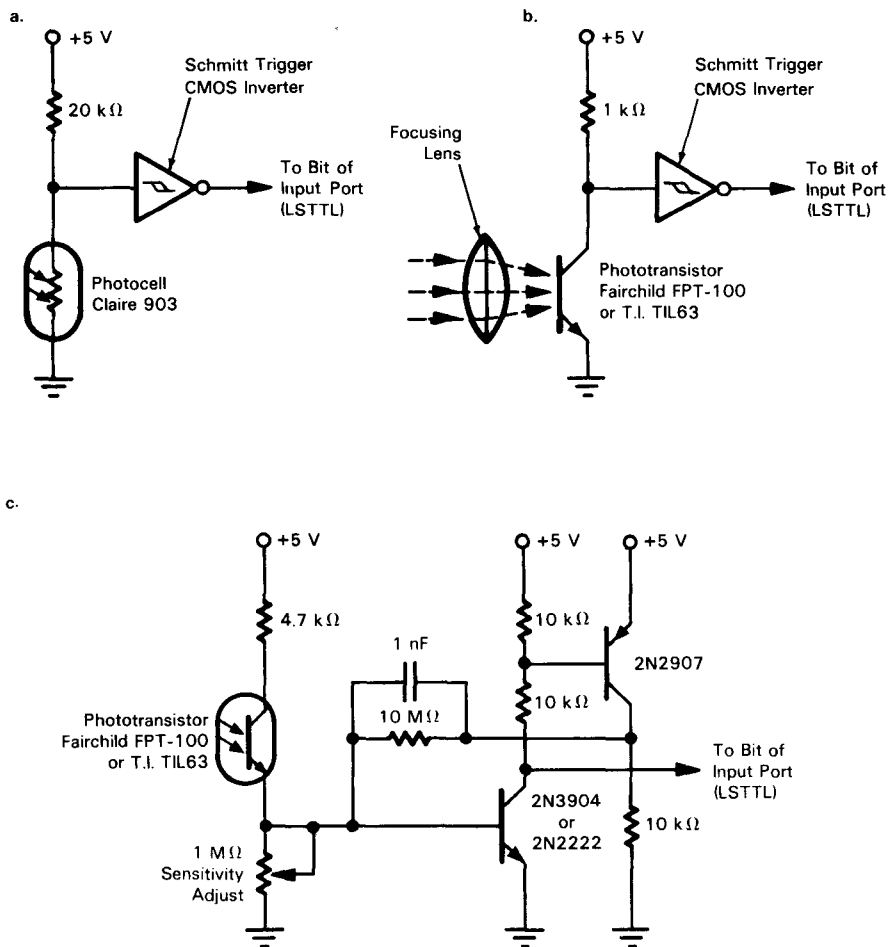 a.
+5 V
20 kΩ
Schmitt Trigger
CMOS Inverter
To Bit of
Input Port
(LSTTL)
Photocell
Claire 903
b.
+5 V
1 kΩ
Schmitt Trigger
CMOS Inverter
Focusing
Lens
To Bit of
Input Port
(LSTTL)
Phototransistor
Fairchild FPT-100
or T.I. TIL63
c.
+5 V
4.7 kΩ
Phototransistor
Fairchild FPT-100
or T.I. TIL63
1 MΩ
Sensitivity
Adjust
1 nF
10 MΩ
+5 V
10 kΩ
10 kΩ
+5 V
2N2907
To Bit of
Input Port
(LSTTL)
2N3904
or
2N2222
10 kΩ